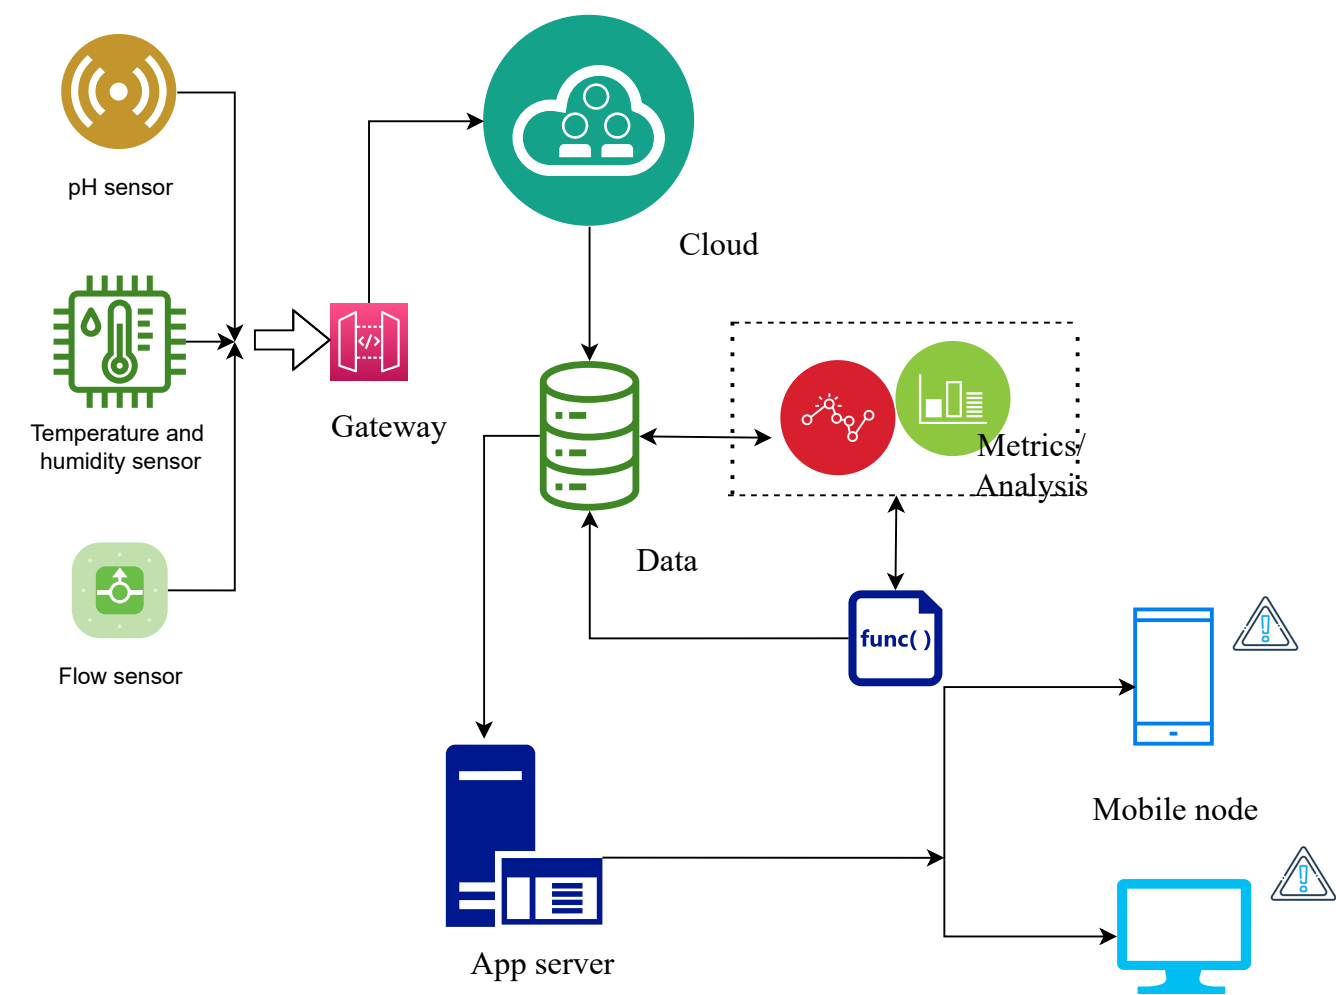 pH sensor
Cloud
</>
Gateway
Temperature and
humidity sensor
Metrics/
Analysis
Data
func( )
Flow sensor
Mobile node
App server